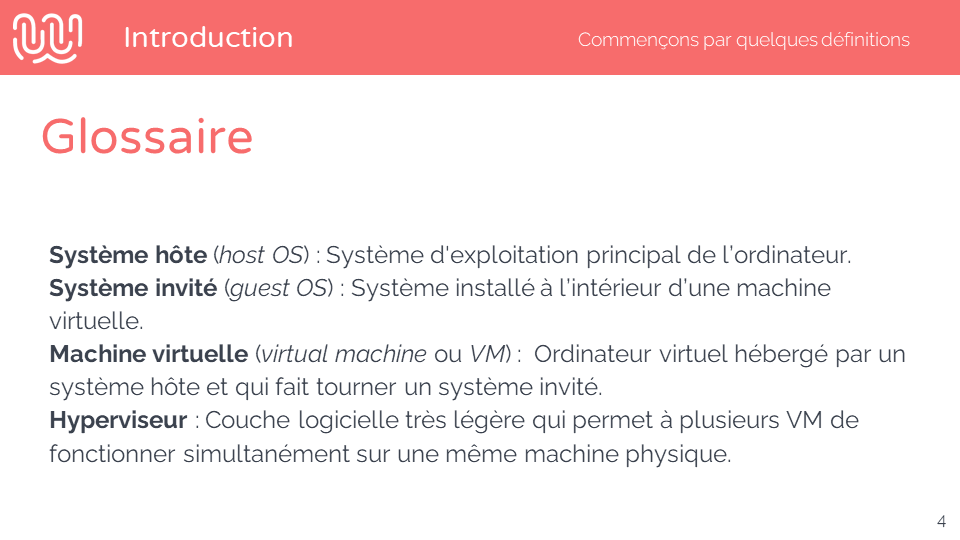 Introduction
Commençons par quelques définitions
Glossaire
Système hôte (host OS) : Système d'exploitation principal de l’ordinateur.
Système invité (guest OS) : Système installé à l’intérieur d’une machine
virtuelle.
Machine virtuelle (virtual machine ou VM) : Ordinateur virtuel hébergé par un
système hôte et qui fait tourner un système invité.
Hyperviseur : Couche logicielle très légère qui permet à plusieurs VM de
fonctionner simultanément sur une même machine physique.
4